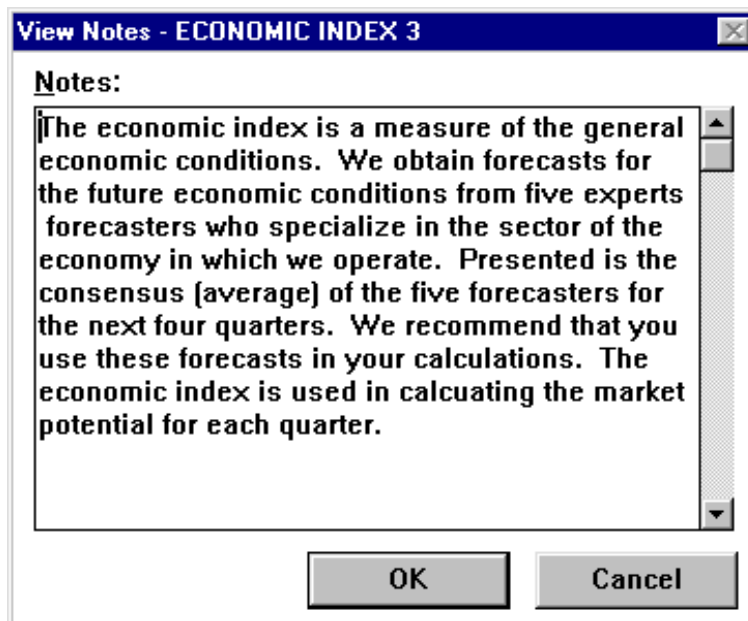 View Notes - ECONOMIC INDEX 3
Notes:
The economic index is a measure of the general
economic conditions.  We obtain forecasts for
the future economic conditions from five experts
 forecasters who specialize in the sector of the
economy in which we operate.  Presented is the
consensus (average) of the five forecasters for
the next four quarters.  We recommend that you
use these forecasts in your calculations.  The
economic index is used in calcuating the market
potential for each quarter.
OK
Cancel